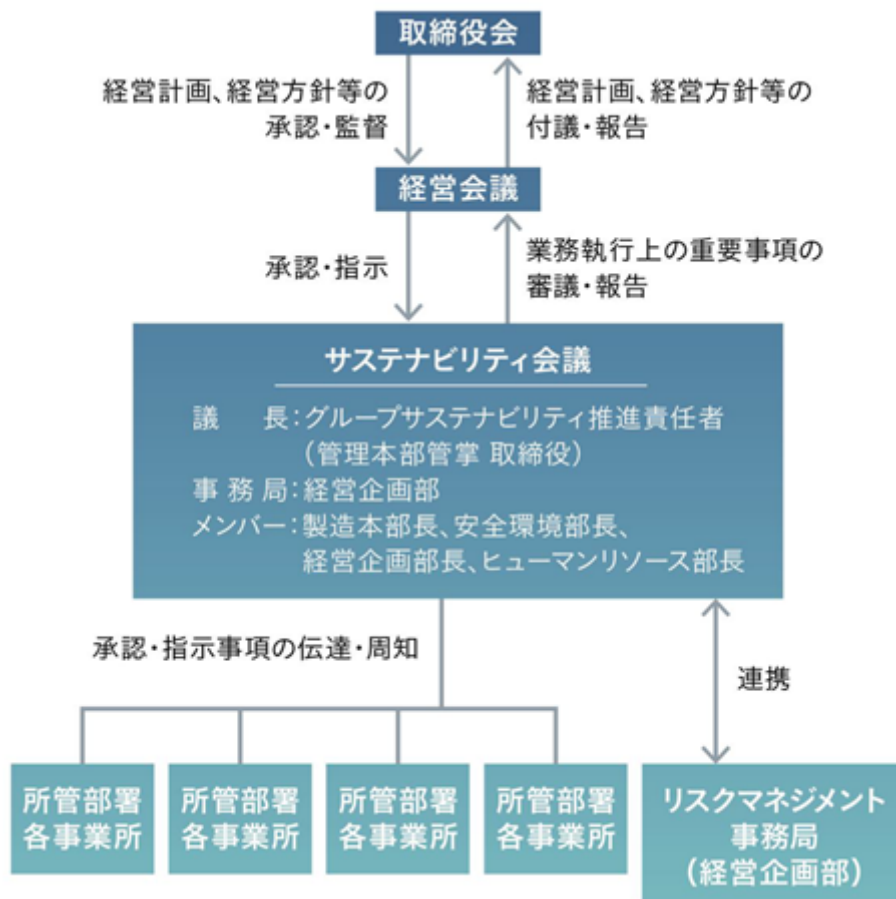 取締役会
経営計画、経営方針等の
承認・監督
経営計画、経営方針等の
付議・報告
経営会議
承認・指示
業務執行上の重要事項の
審議・報告
サステナビリティ会議
議　長：グループサステナビリティ推進責任者
（管理本部管掌 取締役）
事務局：経営企画部
メンバー：製造本部長、安全環境部長、
経営企画部長、ヒューマンリソース部長
承認・指示事項の伝達・周知
連携
所管部署
各事業所
所管部署
各事業所
所管部署
各事業所
所管部署
各事業所
リスクマネジメント
事務局
（経営企画部）